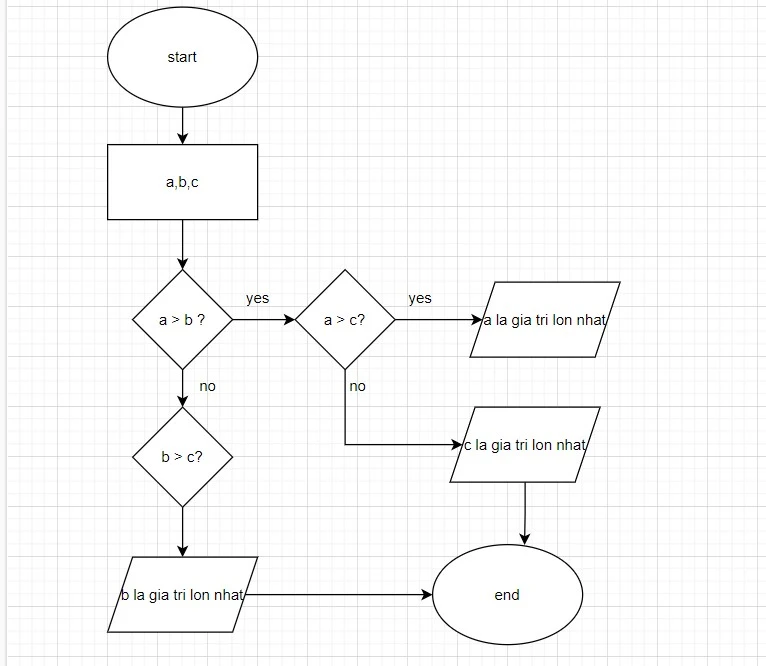 start
a,b,c
a > b ?
yes
a > c?
yes
a la gia tri lon nhat
no
no
b > c?
c la gia tri lon nhat
b la gia tri lon nhat
end